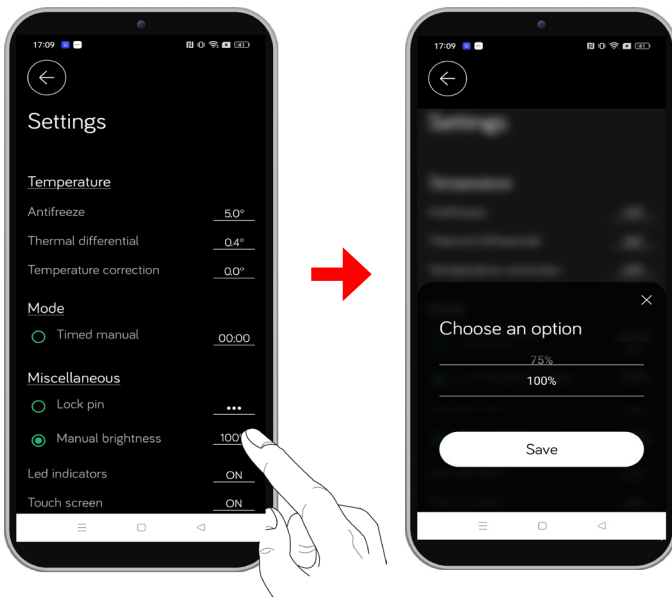 17:09
Settings
Temperature
Antifreeze 5.0°
Thermal differential 0.4°
Temperature correction 0.0°
Mode
Timed manual 00:00
Miscellaneous
Lock pin •••
Manual brightness
Led indicators ON
Touch screen ON
17:09
Choose an option
75%
100%
Save